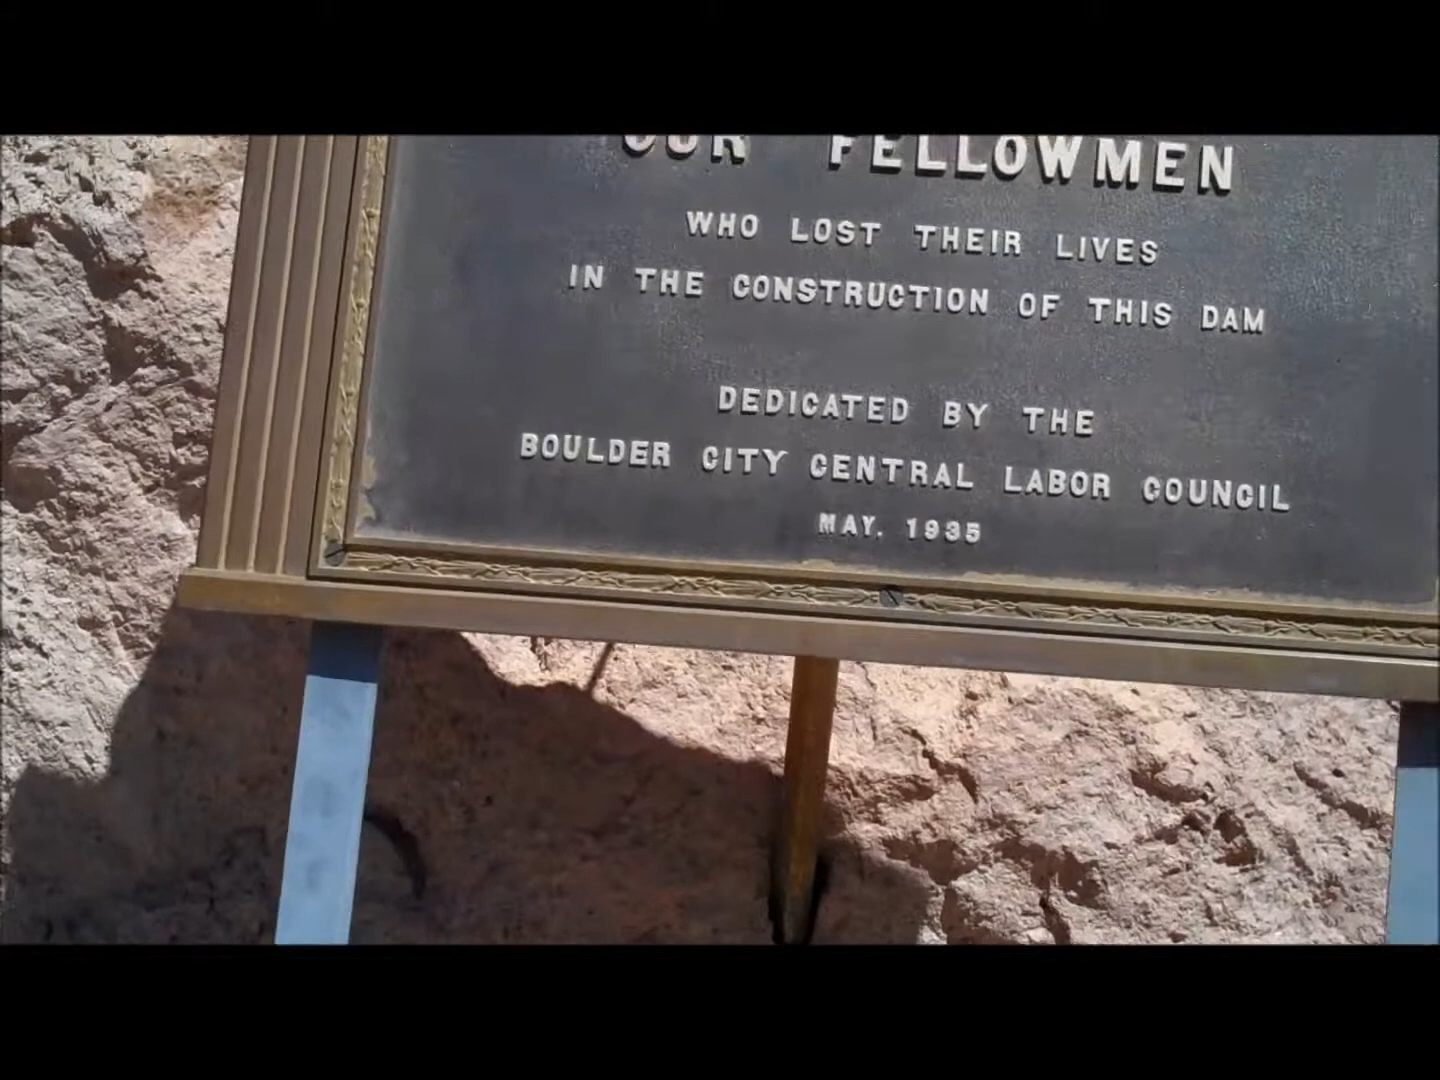 OUR FELLOWMEN
WHO LOST THEIR LIVES
IN THE CONSTRUCTION OF THIS DAM
DEDICATED BY THE
BOULDER CITY CENTRAL LABOR COUNCIL
MAY, 1935